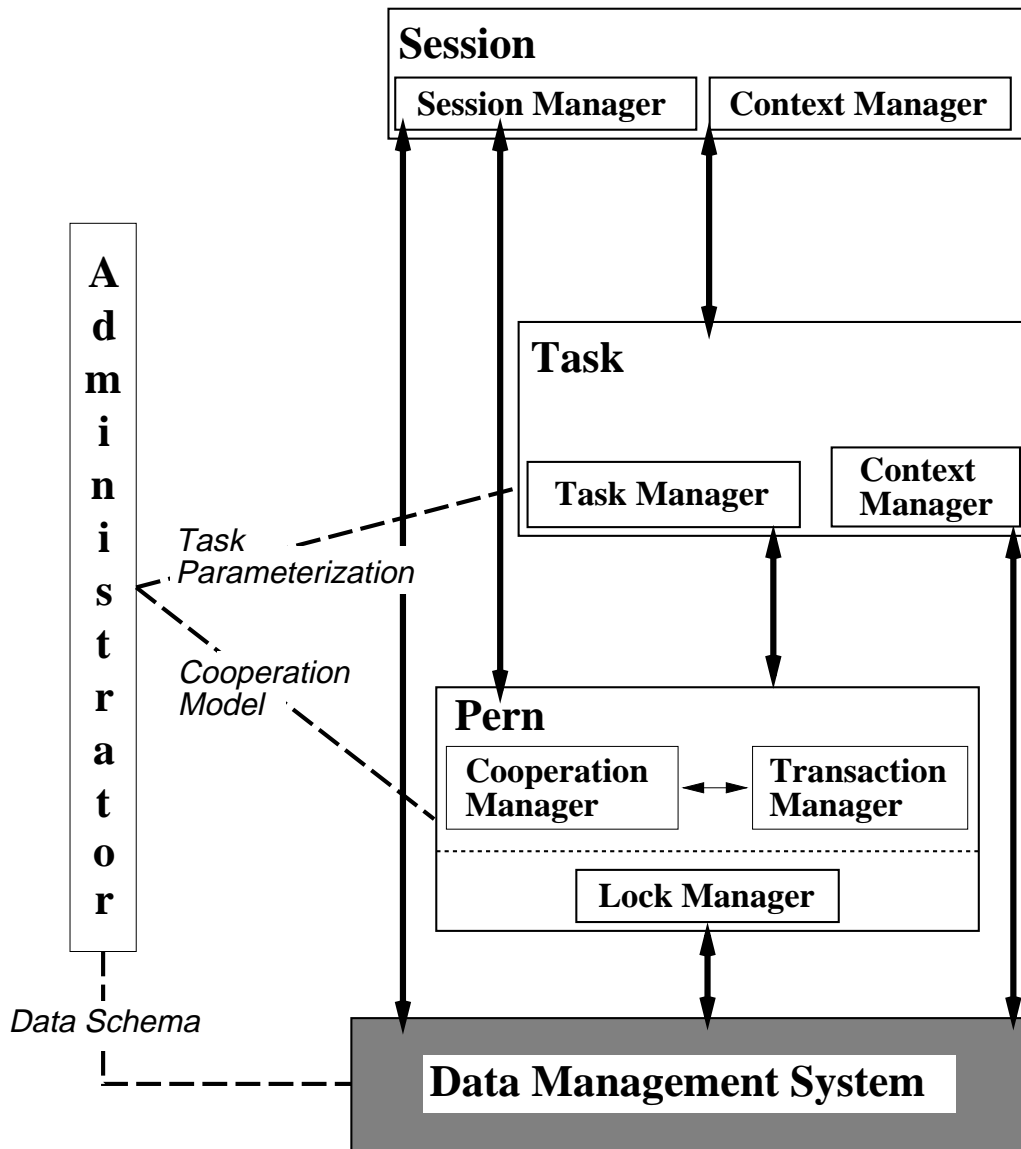 Session
Session Manager
Context Manager
Adminstrator
Task
Context
Manager
Task Manager
Task
Parameterization
Cooperation
Model
Pern
Cooperation
Manager
Transaction
Manager
Lock Manager
Data Schema
Data Management System